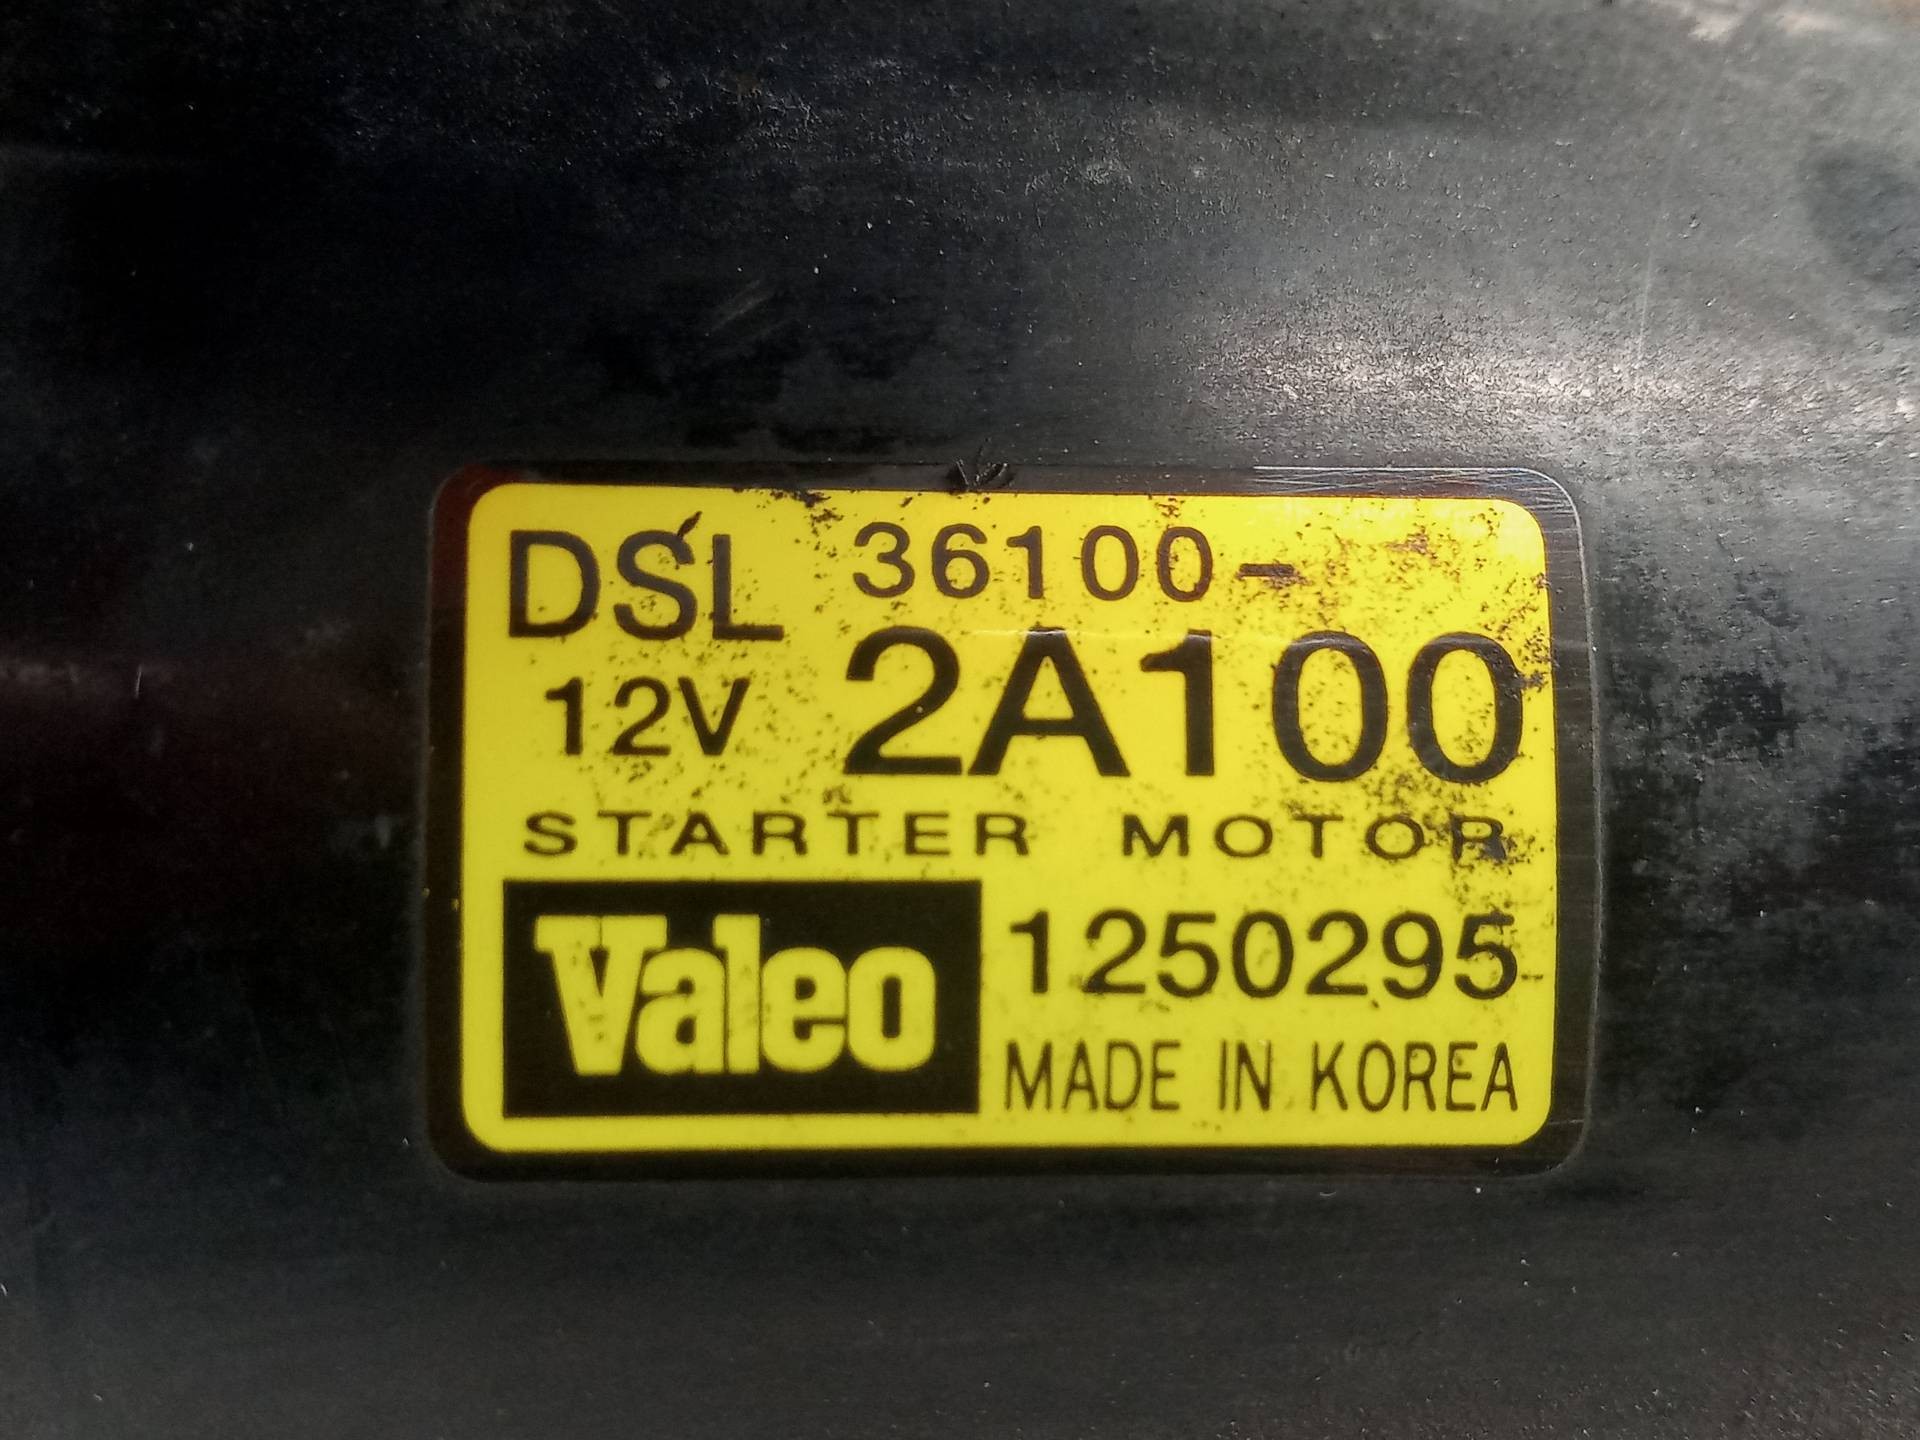 DSL 36100-
12V 2A100
STARTER MOTOR
Valeo 1250295
MADE IN KOREA